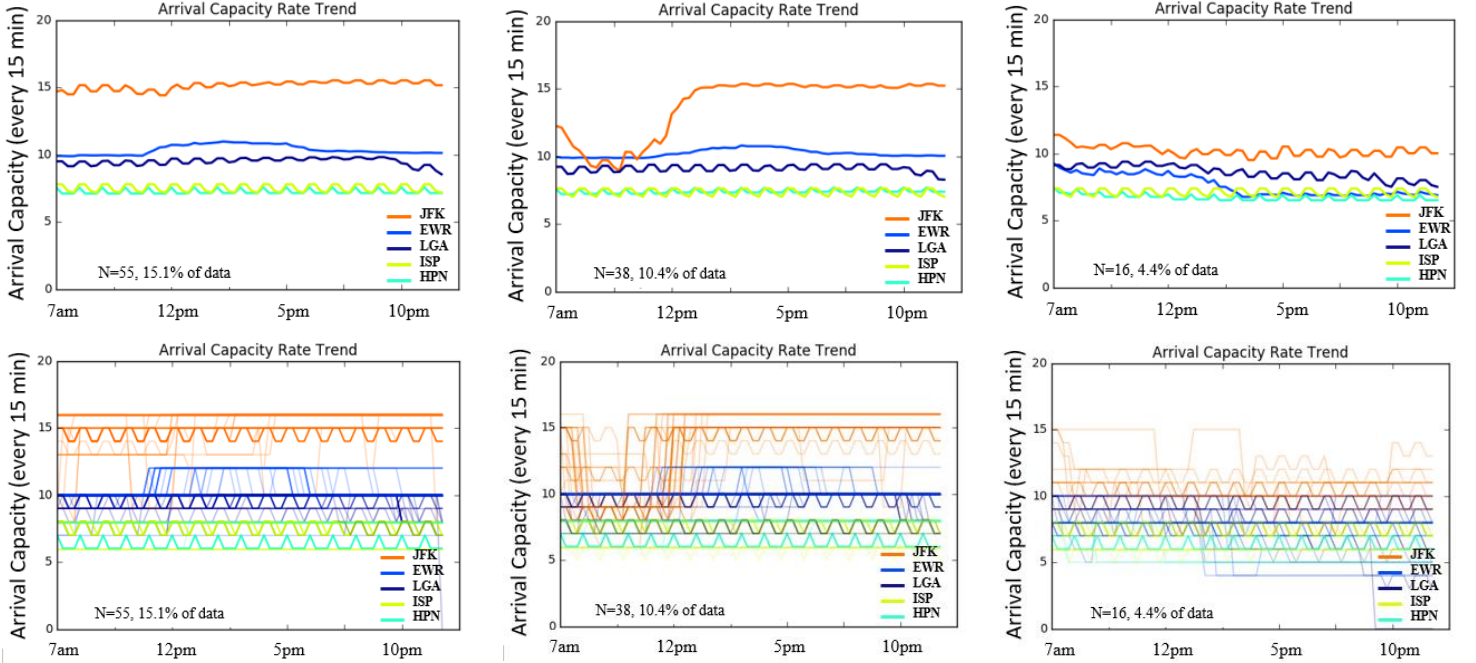 Arrival Capacity Rate Trend
Arrival Capacity (every 15 min)
20
15
10
5
0
JFK
EWR
LGA
ISP
HPN
N=55, 15.1% of data
7am 12pm 5pm 10pm
Arrival Capacity Rate Trend
Arrival Capacity (every 15 min)
20
15
10
5
0
JFK
EWR
LGA
ISP
HPN
N=38, 10.4% of data
7am 12pm 5pm 10pm
Arrival Capacity Rate Trend
Arrival Capacity (every 15 min)
20
15
10
5
0
JFK
EWR
LGA
ISP
HPN
N=16, 4.4% of data
7am 12pm 5pm 10pm
Arrival Capacity Rate Trend
Arrival Capacity (every 15 min)
20
15
10
5
0
JFK
EWR
LGA
ISP
HPN
N=55, 15.1% of data
7am 12pm 5pm 10pm
Arrival Capacity Rate Trend
Arrival Capacity (every 15 min)
20
15
10
5
0
JFK
EWR
LGA
ISP
HPN
N=38, 10.4% of data
7am 12pm 5pm 10pm
Arrival Capacity Rate Trend
Arrival Capacity (every 15 min)
20
15
10
5
0
JFK
EWR
LGA
ISP
HPN
N=16, 4.4% of data
7am 12pm 5pm 10pm